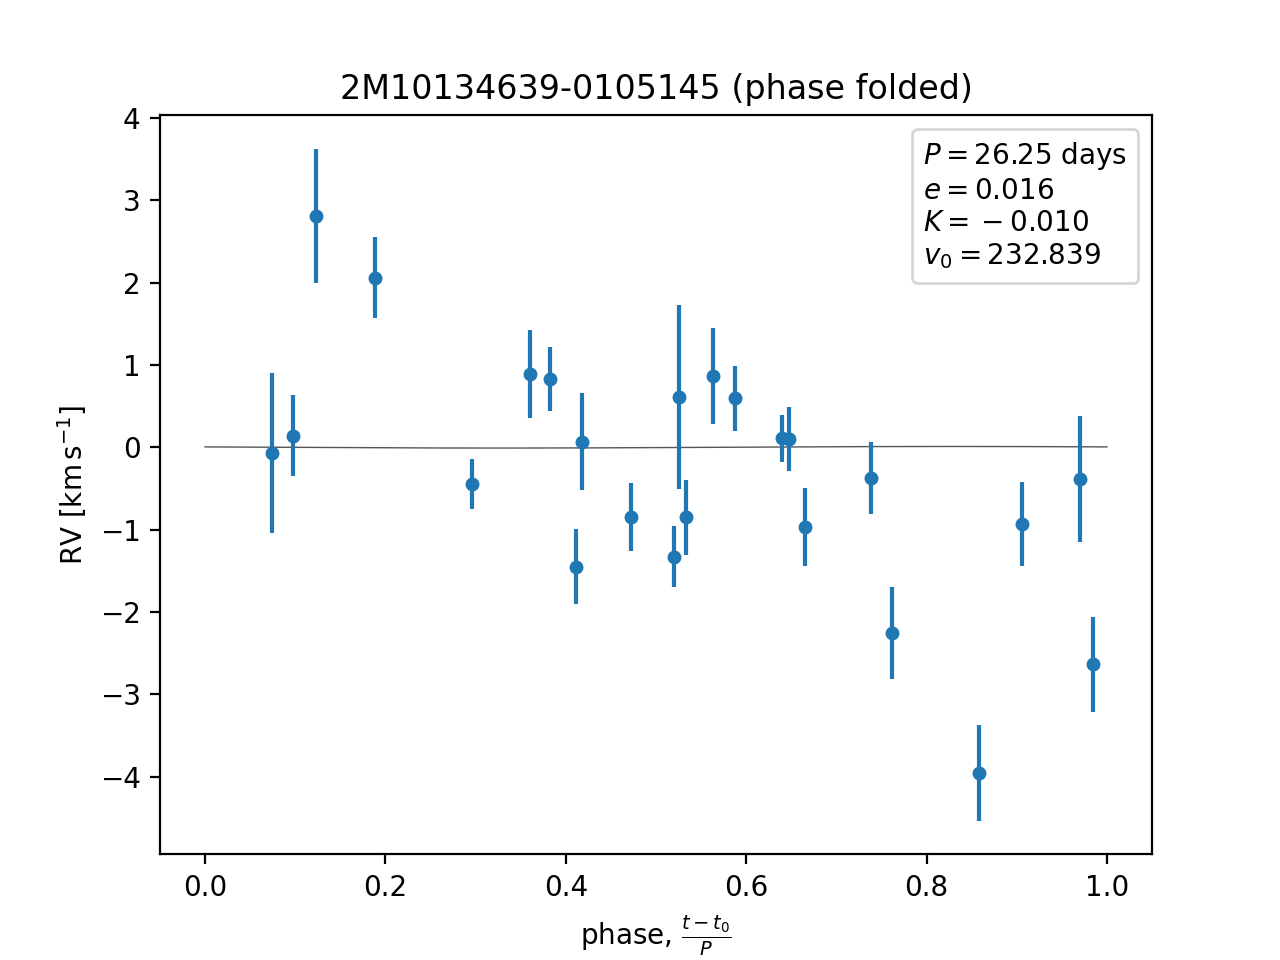 2M10134639-0105145 (phase folded)
P = 26.25 days
e = 0.016
K = −0.010
v₀ = 232.839
RV [km s⁻¹]
4
3
2
1
0
−1
−2
−3
−4
0.0 0.2 0.4 0.6 0.8 1.0
phase, (t − t₀)/P